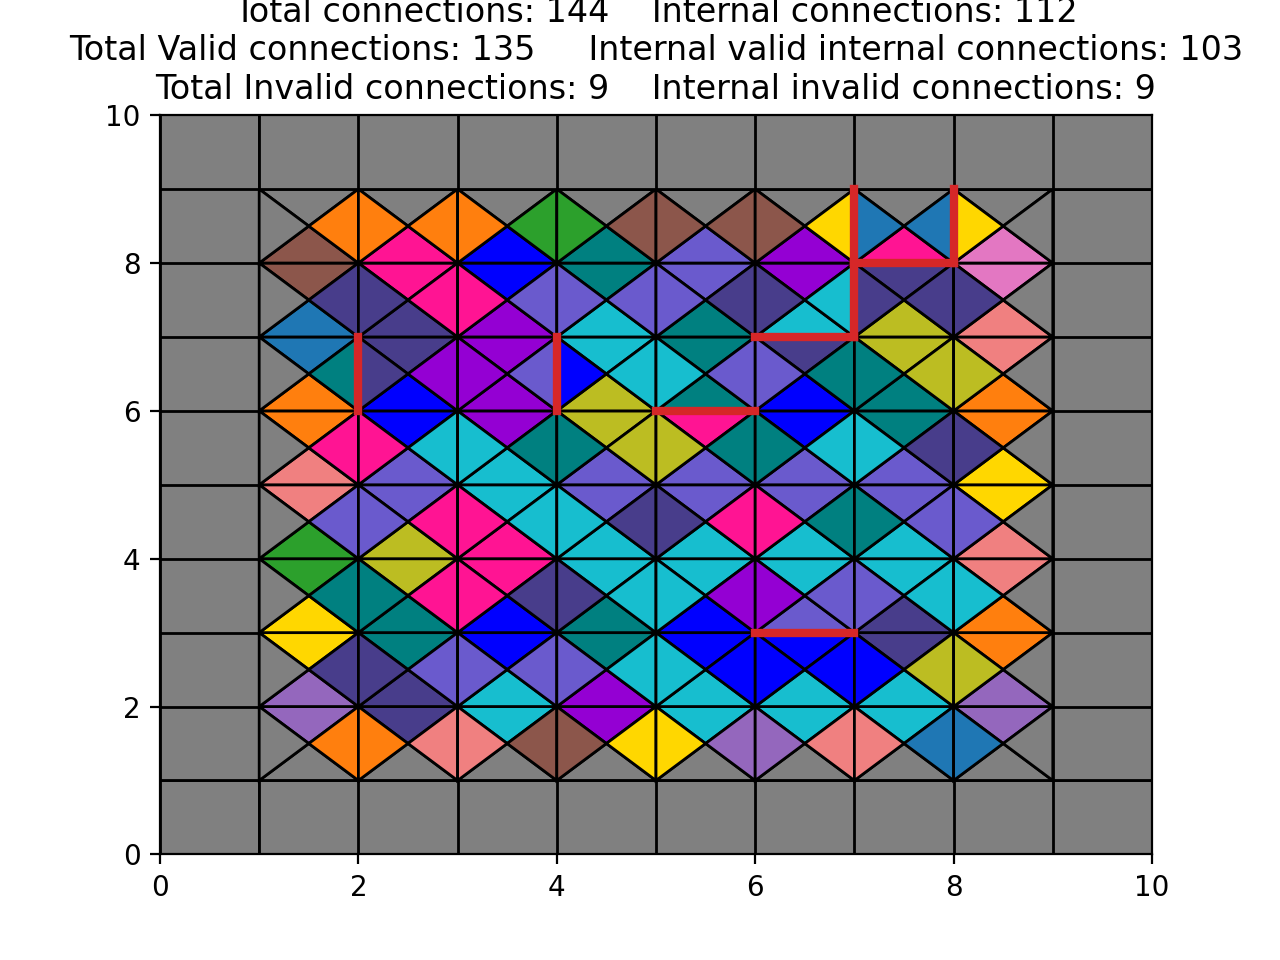 Total connections: 144    Internal connections: 112
Total Valid connections: 135    Internal valid internal connections: 103
Total Invalid connections: 9    Internal invalid connections: 9
10
8
6
4
2
0
0 2 4 6 8 10